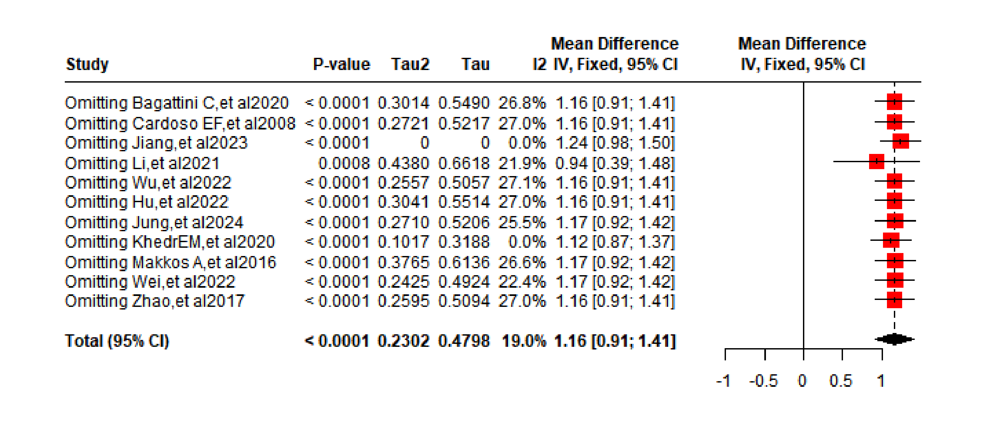 Mean Difference Mean Difference
Study P-value Tau2 Tau I2 IV, Fixed, 95% CI IV, Fixed, 95% CI
Omitting Bagattini C,et al2020 < 0.0001 0.3014 0.5490 26.8% 1.16 [0.91; 1.41]
Omitting Cardoso EF,et al2008 < 0.0001 0.2721 0.5217 27.0% 1.16 [0.91; 1.41]
Omitting Jiang,et al2023 < 0.0001 0 0 0.0% 1.24 [0.98; 1.50]
Omitting Li,et al2021 0.0008 0.4380 0.6618 21.9% 0.94 [0.39; 1.48]
Omitting Wu,et al2022 < 0.0001 0.2557 0.5057 27.1% 1.16 [0.91; 1.41]
Omitting Hu,et al2022 < 0.0001 0.3041 0.5514 27.0% 1.16 [0.91; 1.41]
Omitting Jung,et al2024 < 0.0001 0.2710 0.5206 25.5% 1.17 [0.92; 1.42]
Omitting KhedrEM,et al2020 < 0.0001 0.1017 0.3188 0.0% 1.12 [0.87; 1.37]
Omitting Makkos A,et al2016 < 0.0001 0.3765 0.6136 26.6% 1.17 [0.92; 1.42]
Omitting Wei,et al2022 < 0.0001 0.2425 0.4924 22.4% 1.17 [0.92; 1.42]
Omitting Zhao,et al2017 < 0.0001 0.2595 0.5094 27.0% 1.16 [0.91; 1.41]
Total (95% CI) < 0.0001 0.2302 0.4798 19.0% 1.16 [0.91; 1.41]
-1 -0.5 0 0.5 1